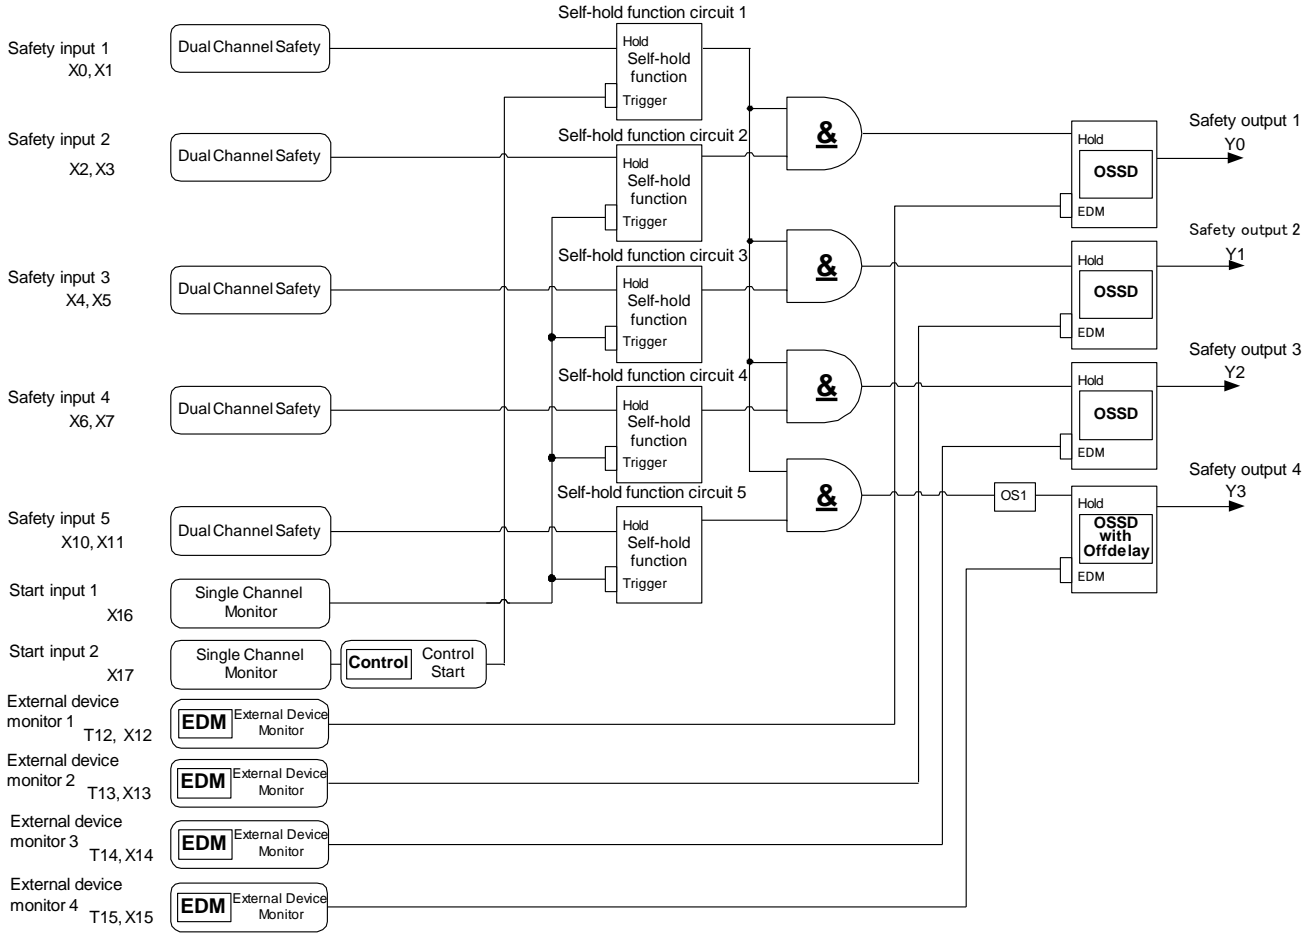 Self-hold function circuit 1
Safety input 1
X0, X1
Dual Channel Safety
Hold
Self-hold
function
Trigger
&
Safety output 1
Y0
Hold
OSSD
EDM
Self-hold function circuit 2
Safety input 2
X2, X3
Dual Channel Safety
Hold
Self-hold
function
Trigger
Safety output 2
Y1
Hold
OSSD
EDM
Self-hold function circuit 3
&
Safety input 3
X4, X5
Dual Channel Safety
Hold
Self-hold
function
Trigger
Safety output 3
Y2
Hold
OSSD
EDM
Self-hold function circuit 4
&
Safety input 4
X6, X7
Dual Channel Safety
Hold
Self-hold
function
Trigger
Safety output 4
Y3
OS1
Hold
OSSD
with
Offdelay
EDM
Self-hold function circuit 5
&
Safety input 5
X10, X11
Dual Channel Safety
Hold
Self-hold
function
Trigger
Start input 1
X16
Single Channel
Monitor
Start input 2
X17
Single Channel
Monitor
Control
Control
Start
External device
monitor 1
T12, X12
EDM
External Device
Monitor
External device
monitor 2
T13, X13
EDM
External Device
Monitor
External device
monitor 3
T14, X14
EDM
External Device
Monitor
External device
monitor 4
T15, X15
EDM
External Device
Monitor